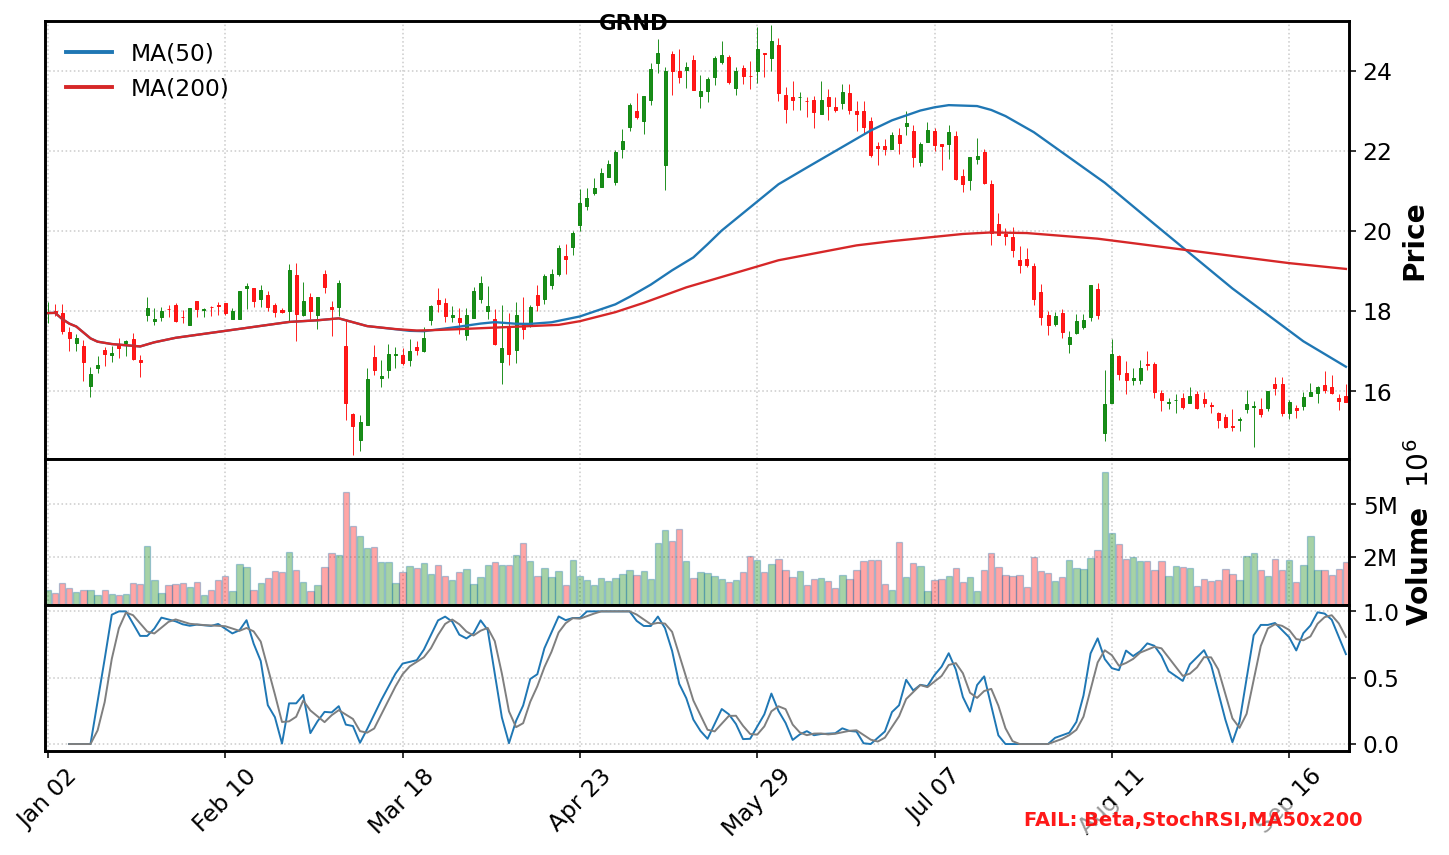 GRND
MA(50)
MA(200)
24
22
20
18
16
Price
10⁶
5M
2M
Volume
1.0
0.5
0.0
Jan 02
Feb 10
Mar 18
Apr 23
May 29
Jul 07
Aug 11
Sep 16
FAIL: Beta,StochRSI,MA50x200